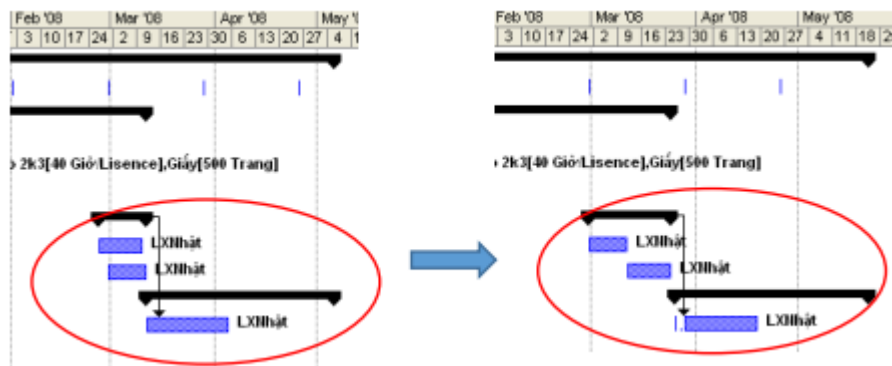 Feb '08 Mar '08 Apr '08 May '08
3 10 17 24 2 9 16 23 30 6 13 20 27 4
2k3[40 Giờ\Lisence],Giấy[500 Trang]
LXNhật
LXNhật
LXNhật
Feb '08 Mar '08 Apr '08 May '08
3 10 17 24 2 9 16 23 30 6 13 20 27 4 11 18
2k3[40 Giờ\Lisence],Giấy[500 Trang]
LXNhật
LXNhật
LXNhật